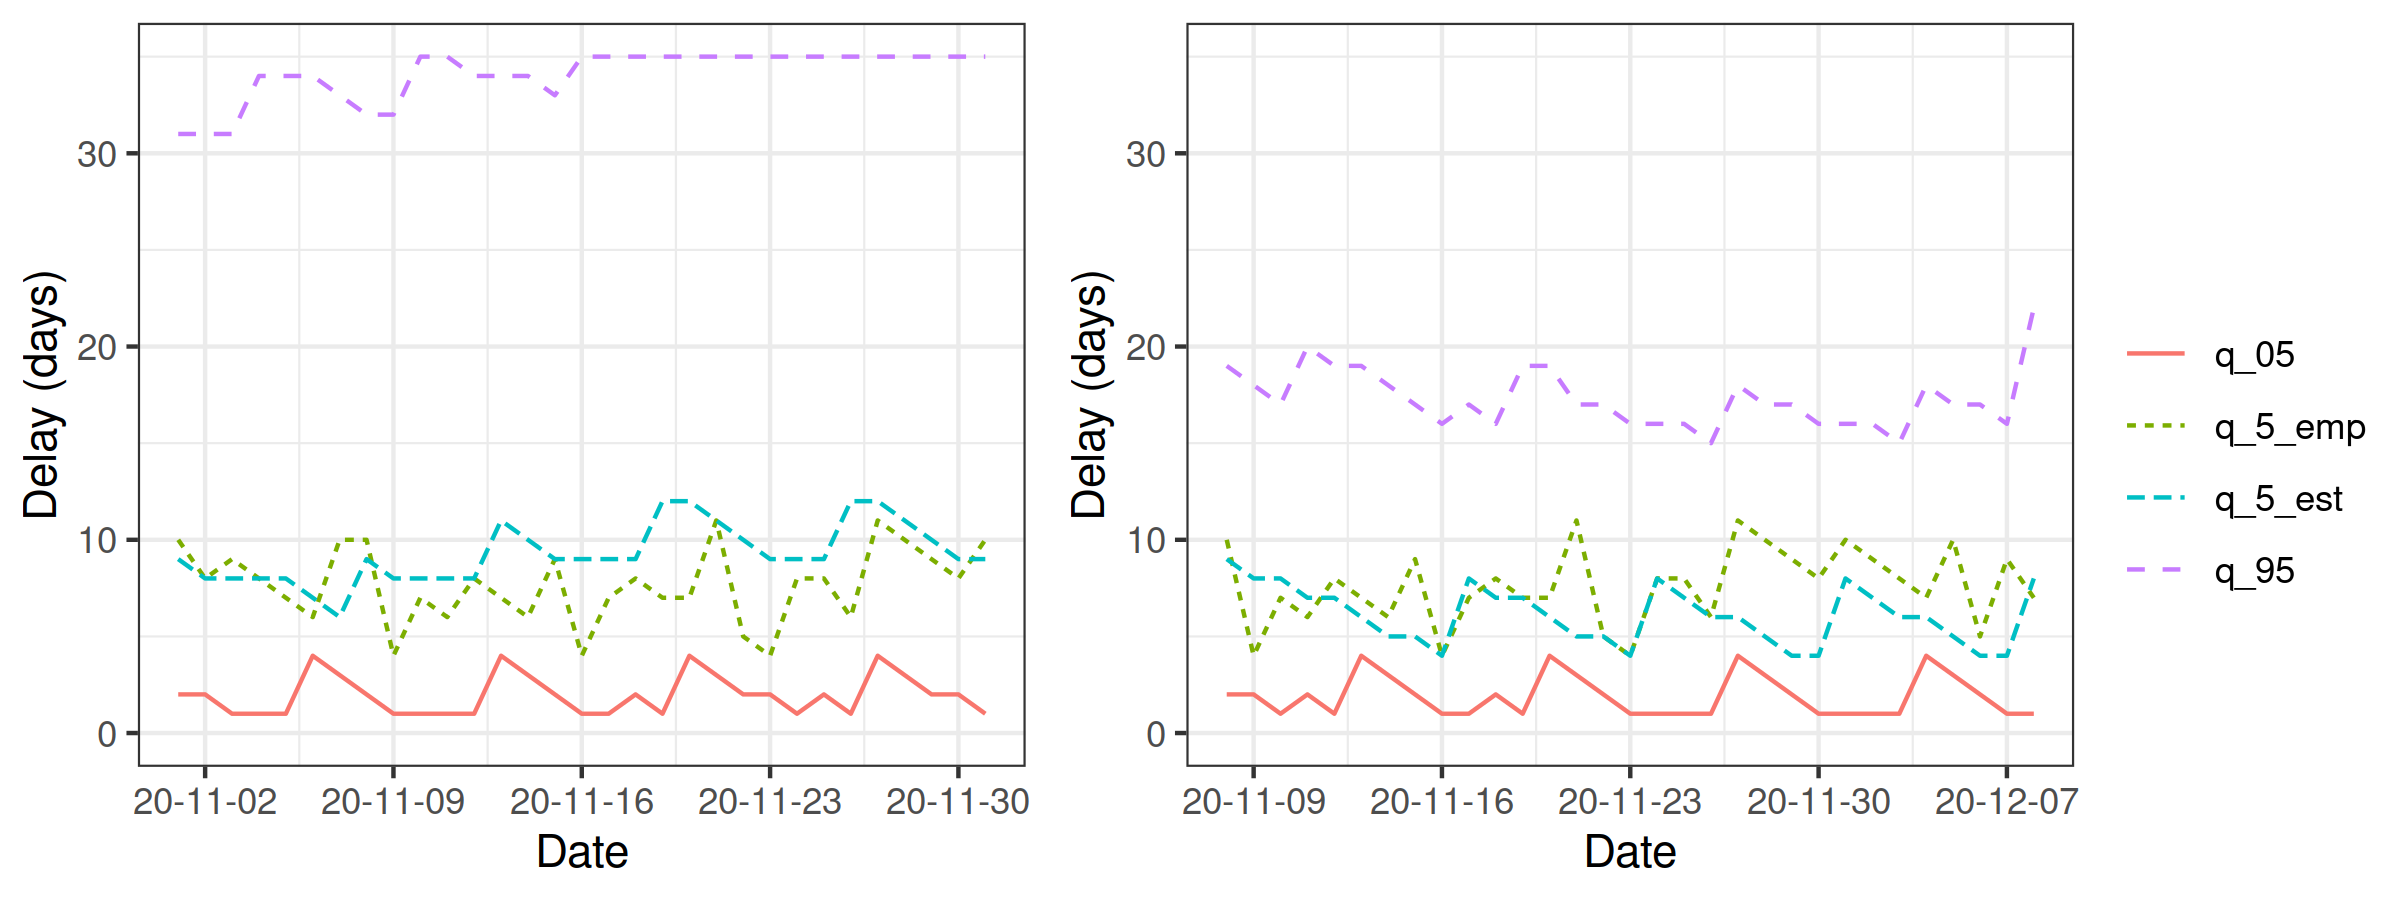 Delay (days)
30
20
10
0
20-11-02 20-11-09 20-11-16 20-11-23 20-11-30
Date
Delay (days)
30
20
10
0
20-11-09 20-11-16 20-11-23 20-11-30 20-12-07
Date
q_05
q_5_emp
q_5_est
q_95